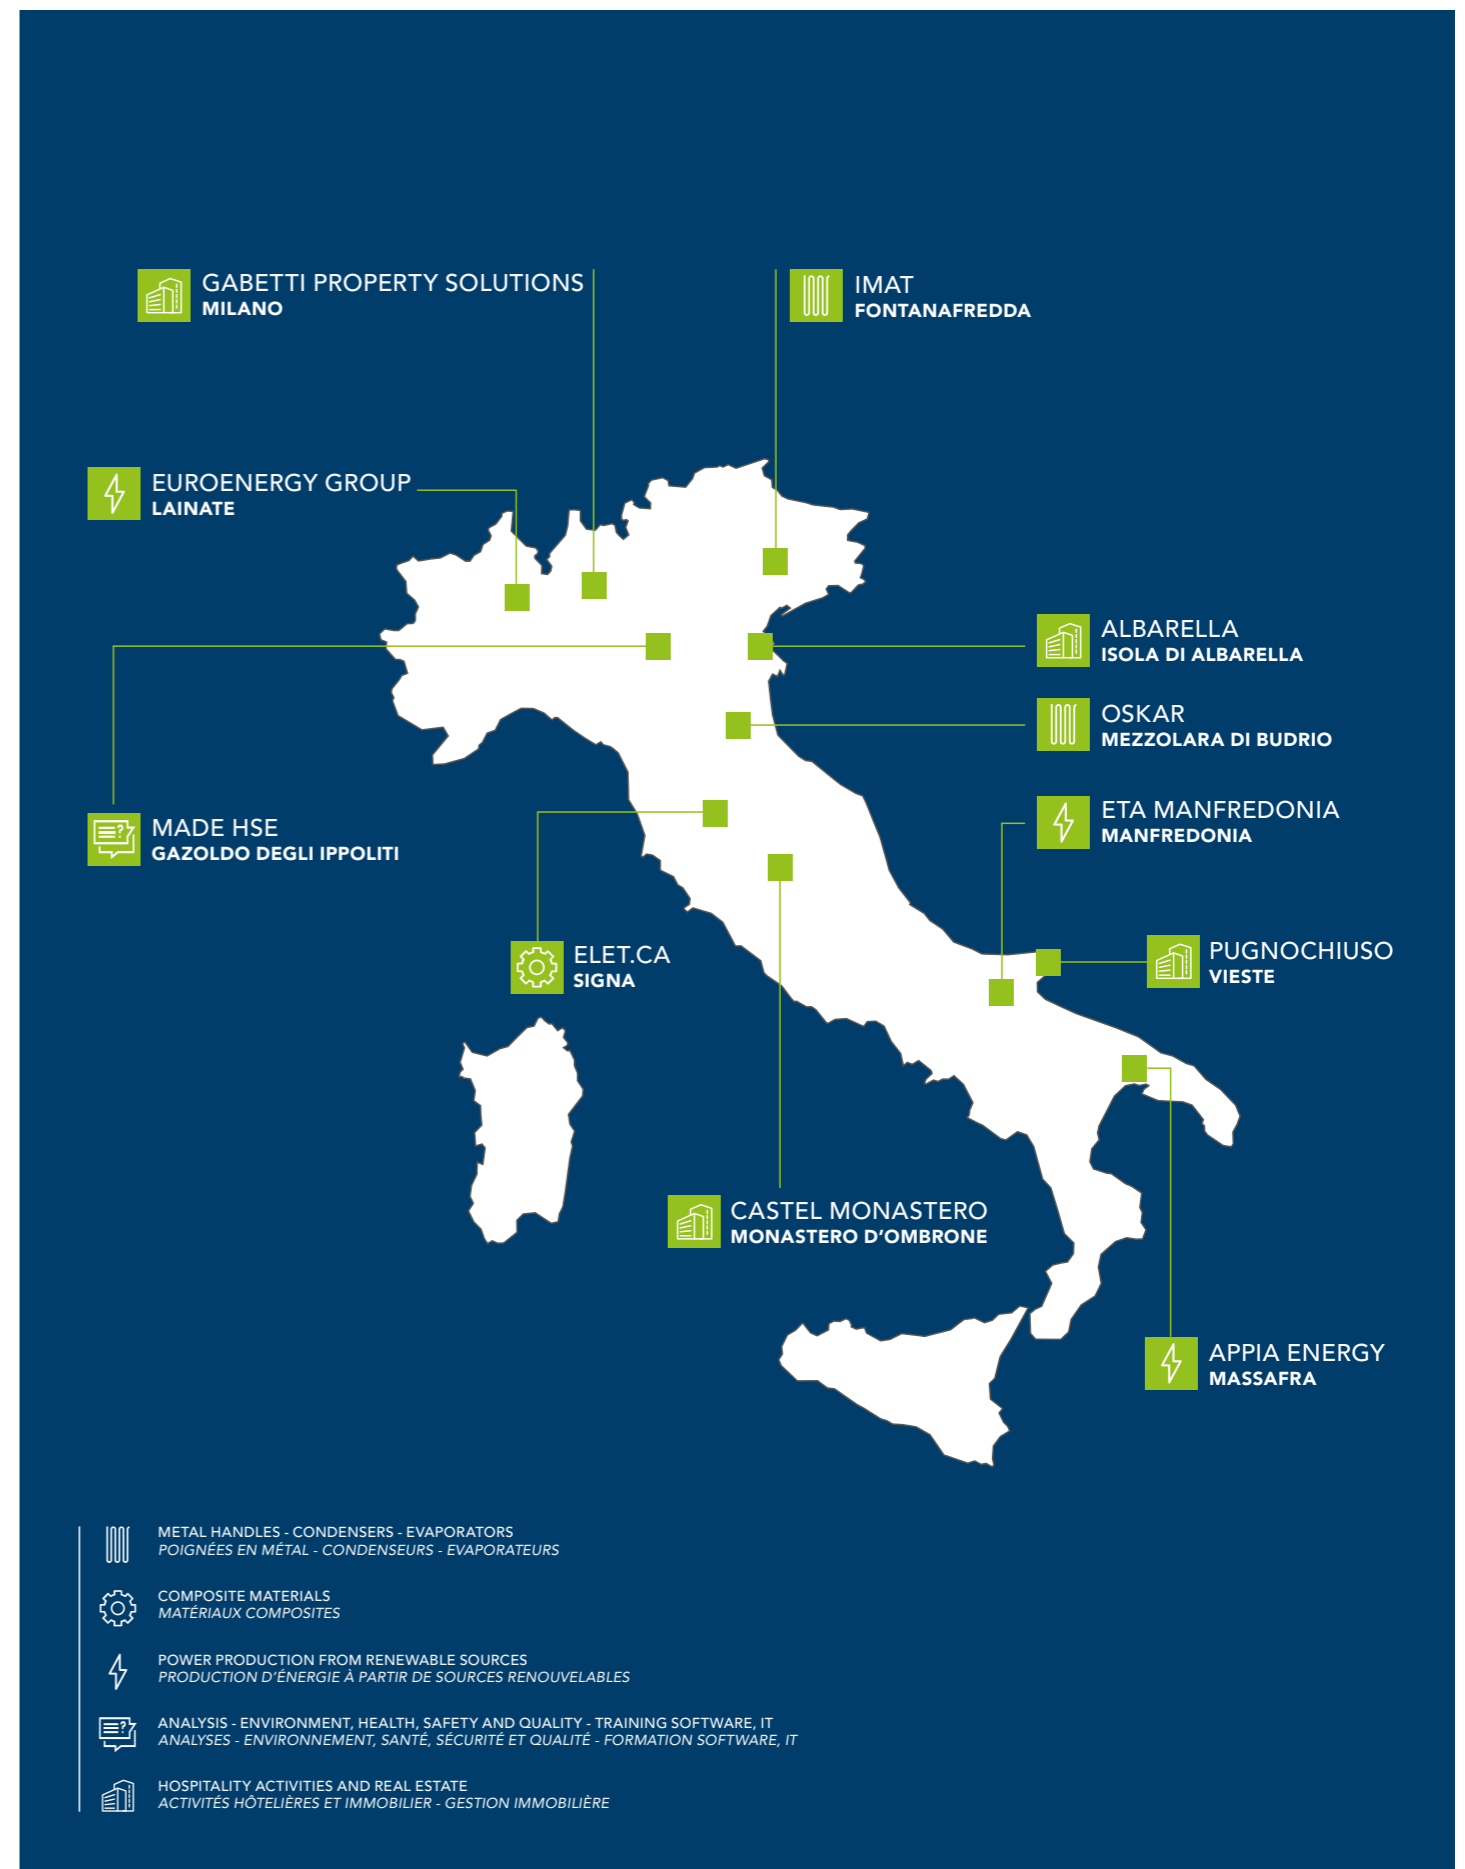 GABETTI PROPERTY SOLUTIONS
MILANO
IMAT
FONTANAFREDDA
EUROENERGY GROUP
LAINATE
ALBARELLA
ISOLA DI ALBARELLA
OSKAR
MEZZOLARA DI BUDRIO
ETA MANFREDONIA
MANFREDONIA
MADE HSE
GAZOLDO DEGLI IPPOLITI
PUGNOCHIUSO
VIESTE
ELET.CA
SIGNA
CASTEL MONASTERO
MONASTERO D’OMBRONE
APPIA ENERGY
MASSAFRA
METAL HANDLES - CONDENSERS - EVAPORATORS
POIGNÉES EN MÉTAL - CONDENSEURS - EVAPORATEURS
COMPOSITE MATERIALS
MATÉRIAUX COMPOSITES
POWER PRODUCTION FROM RENEWABLE SOURCES
PRODUCTION D’ÉNERGIE À PARTIR DE SOURCES RENOUVELABLES
ANALYSIS - ENVIRONMENT, HEALTH, SAFETY AND QUALITY - TRAINING SOFTWARE, IT
ANALYSES - ENVIRONNEMENT, SANTÉ, SÉCURITÉ ET QUALITÉ - FORMATION SOFTWARE, IT
HOSPITALITY ACTIVITIES AND REAL ESTATE
ACTIVITÉS HÔTELIÈRES ET IMMOBILIER - GESTION IMMOBILIÈRE